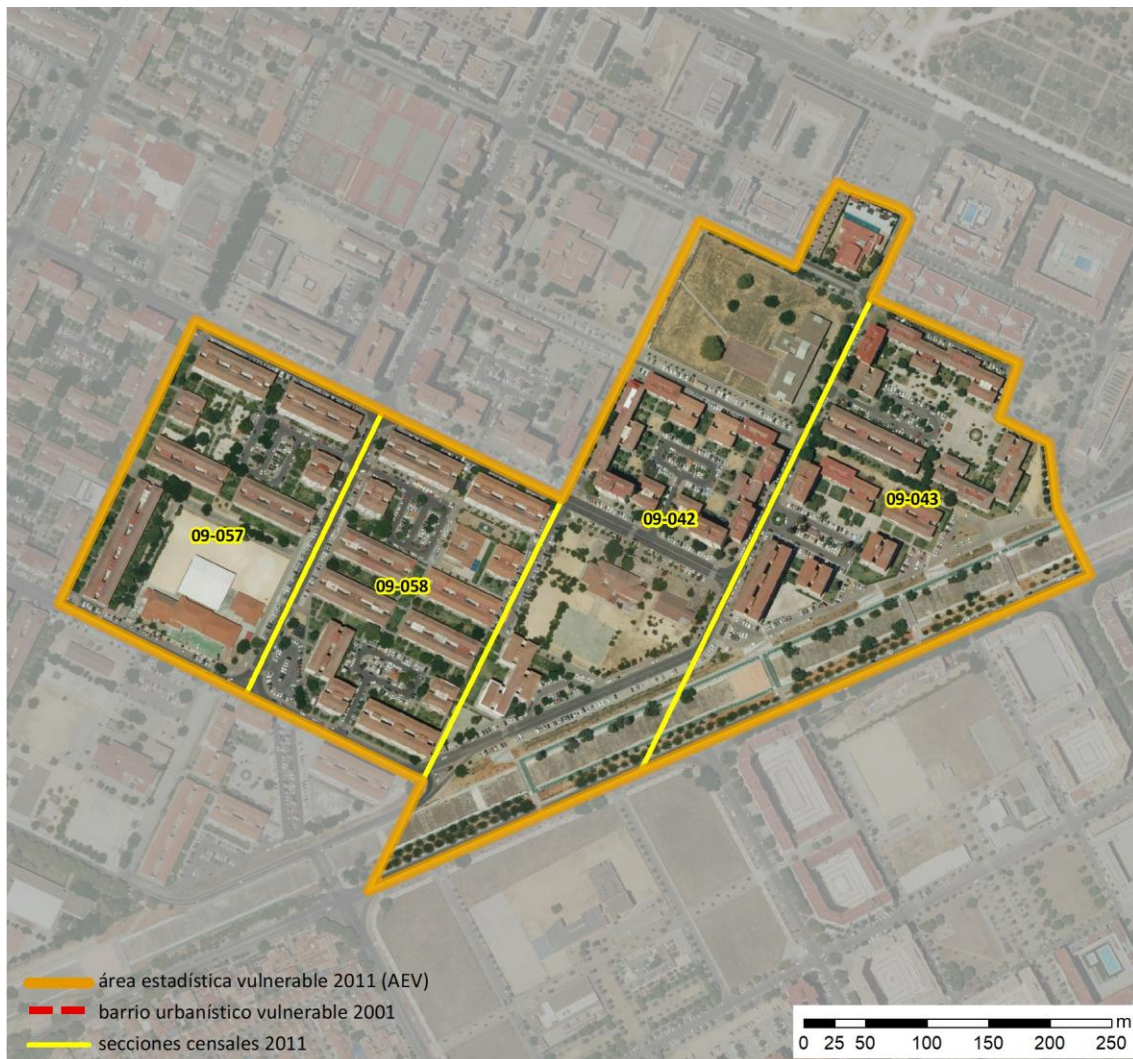 09-057
09-058
09-042
09-043
área estadística vulnerable 2011 (AEV)
barrio urbanístico vulnerable 2001
secciones censales 2011
m
0 25 50 100 150 200 250